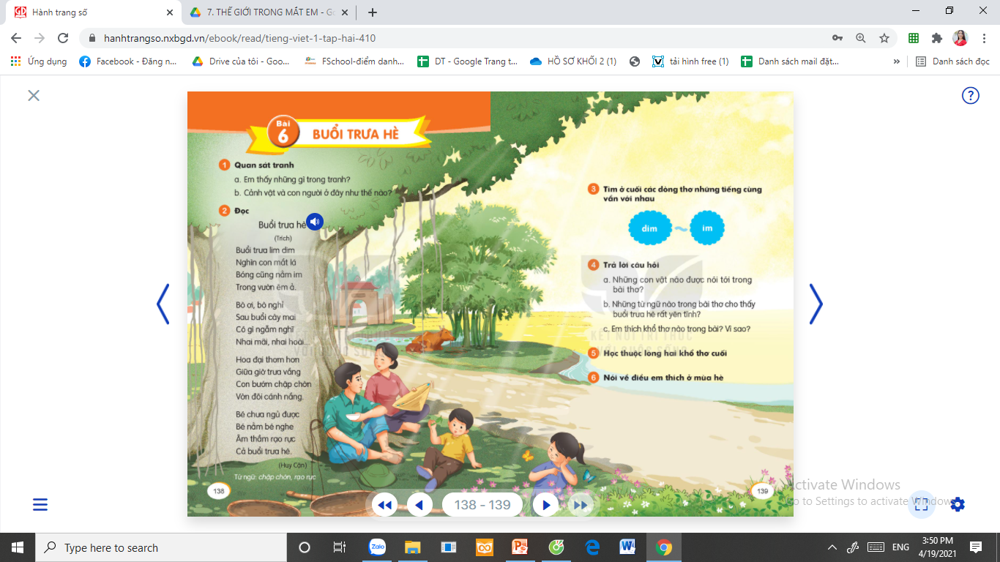 Hành trang số
7. THẾ GIỚI TRONG MẮT EM - Go
hanhtrangso.nxbgd.vn/ebook/read/tieng-viet-1-tap-hai-410
Ứng dụng
Facebook - Đăng n...
Drive của tôi - Goo...
FSchool-điểm danh...
DT - Google Trang t...
HỒ SƠ KHỐI 2 (1)
tải hình free (1)
Danh sách mail đặt...
»
Danh sách đọc
Bài
6
BUỔI TRƯA HÈ
1 Quan sát tranh
a. Em thấy những gì trong tranh?
b. Cảnh vật và con người ở đây như thế nào?
2 Đọc
Buổi trưa hè
(Trích)
Buổi trưa lim dim
Nghìn con mắt lá
Bóng cũng nằm im
Trong vườn êm ả.
Bò ơi, bò nghỉ
Sau buổi cày mai
Có gì ngẫm nghĩ
Nhai mãi, nhai hoài...
Hoa đại thơm hơn
Giữa giờ trưa vắng
Con bướm chập chờn
Vờn đôi cánh nắng.
Bé chưa ngủ được
Bé nằm bé nghe
Âm thầm rạo rực
Cả buổi trưa hè.
(Huy Cận)
Từ ngữ: chập chờn, rạo rực
138
3 Tìm ở cuối các dòng thơ những tiếng cùng
vần với nhau
dim ~ im
4 Trả lời câu hỏi
a. Những con vật nào được nói tới trong
bài thơ?
b. Những từ ngữ nào trong bài thơ cho thấy
buổi trưa hè rất yên tĩnh?
c. Em thích khổ thơ nào trong bài? Vì sao?
KẾT NỐI TRI THỨC
VỚI CUỘC SỐNG
5 Học thuộc lòng hai khổ thơ cuối
6 Nói về điều em thích ở mùa hè
139
138 - 139
Activate Windows
Go to Settings to activate Windows.
Type here to search
Zalo
ENG
3:50 PM
4/19/2021